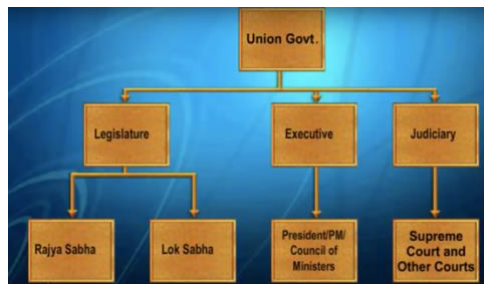 Union Govt.
Legislature
Executive
Judiciary
Rajya Sabha
Lok Sabha
President/PM/
Council of
Ministers
Supreme
Court and
Other Courts